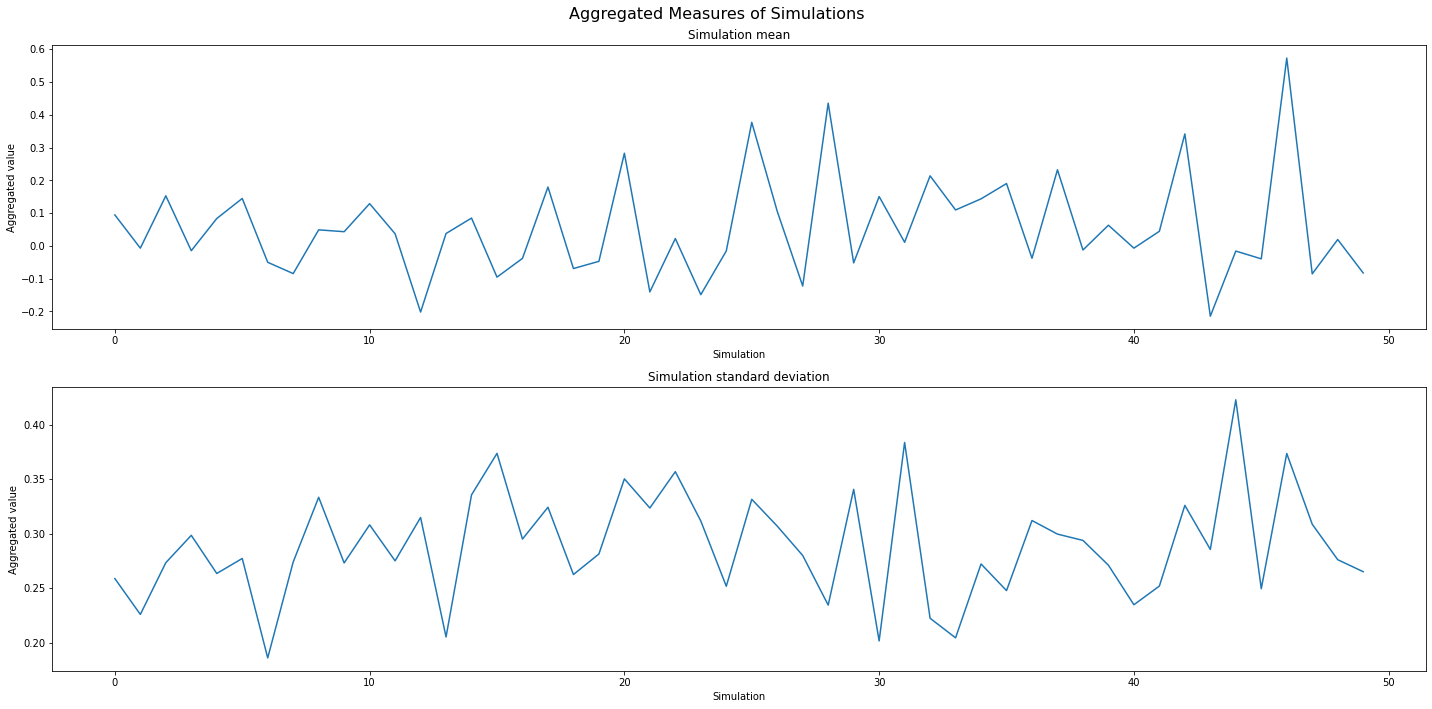 Aggregated Measures of Simulations
Simulation mean
Aggregated value
0.6
0.5
0.4
0.3
0.2
0.1
0.0
−0.1
−0.2
0 10 20 30 40 50
Simulation
Simulation standard deviation
Aggregated value
0.40
0.35
0.30
0.25
0.20
0 10 20 30 40 50
Simulation